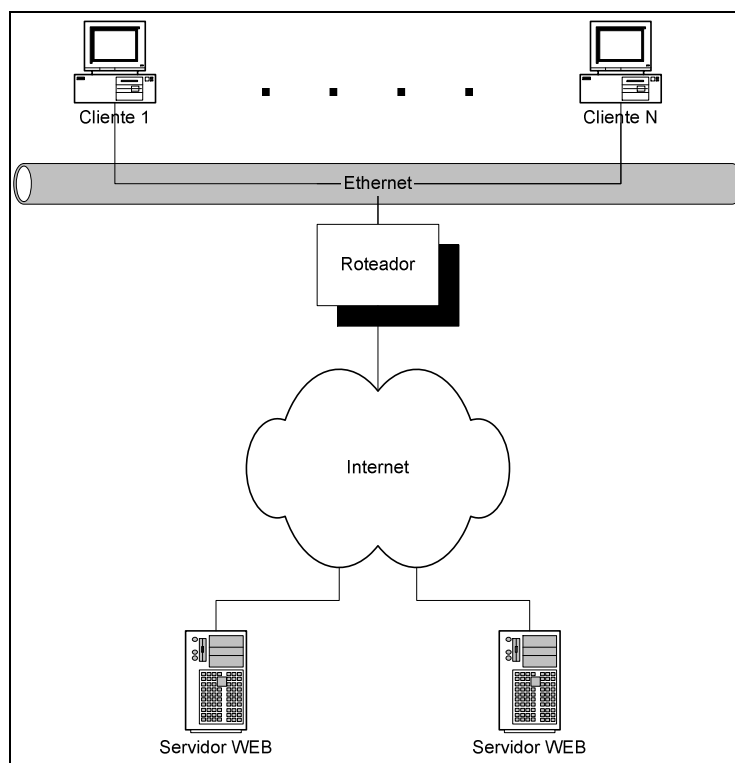 Cliente 1
Cliente N
Ethernet
Roteador
Internet
Servidor WEB
Servidor WEB